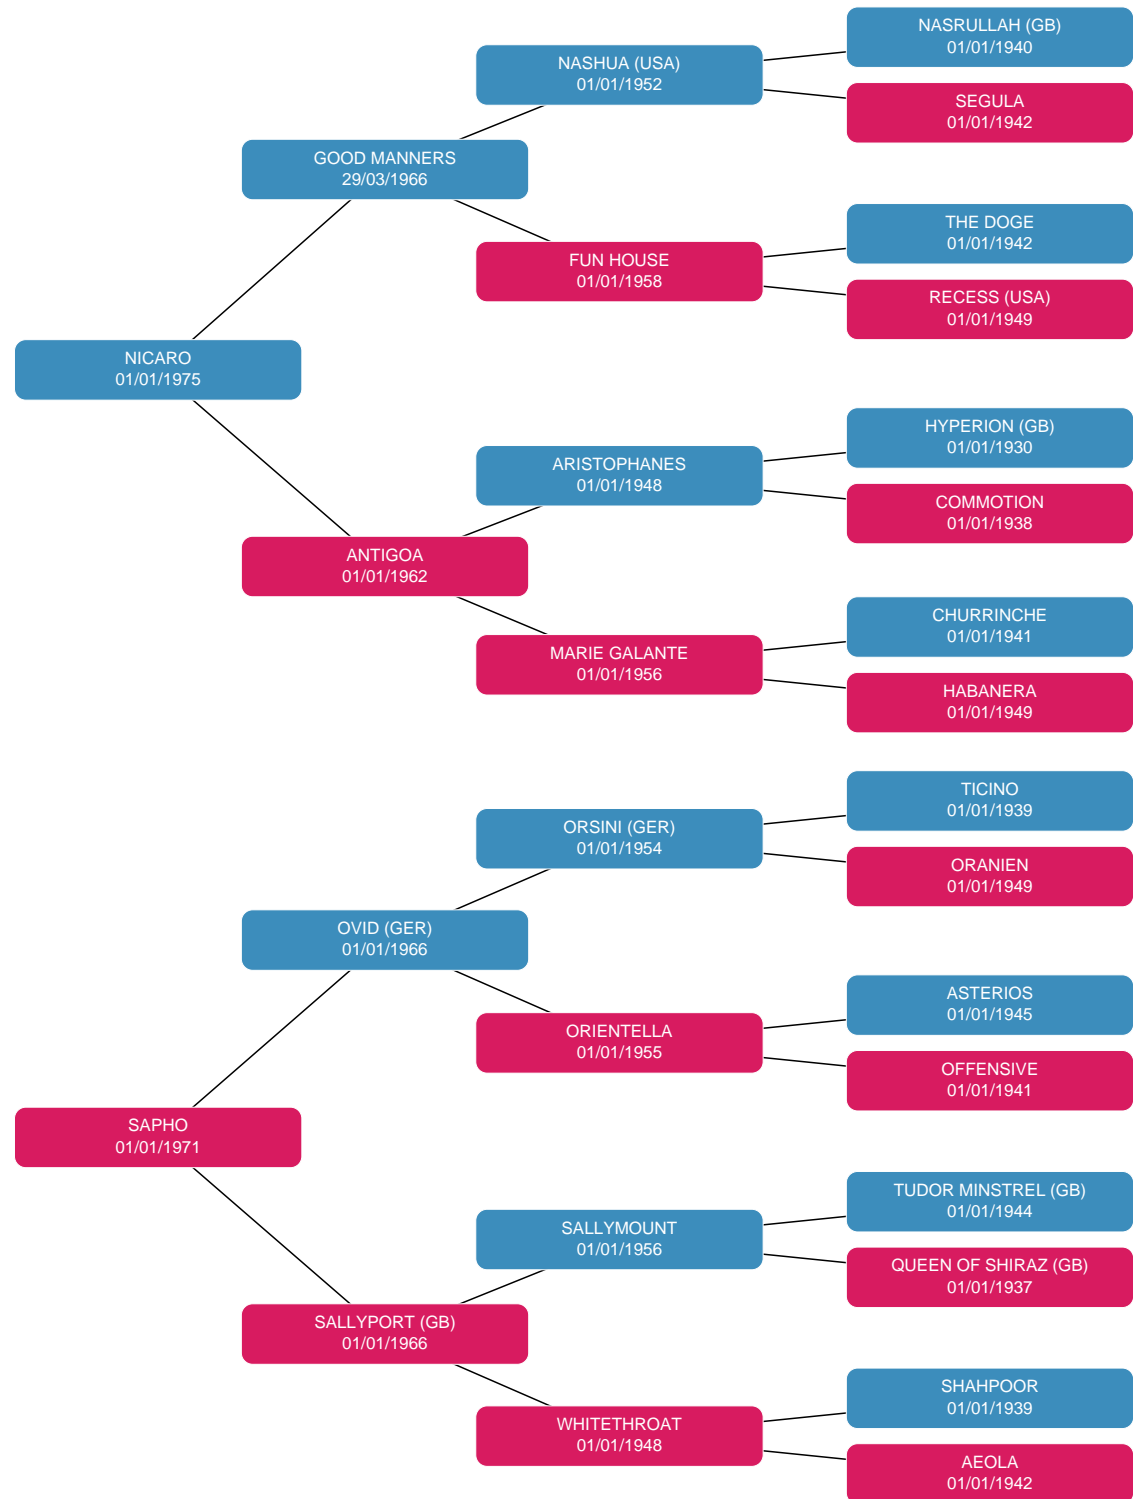 NASRULLAH (GB)
01/01/1940
NASHUA (USA)
01/01/1952
SEGULA
01/01/1942
GOOD MANNERS
29/03/1966
THE DOGE
01/01/1942
FUN HOUSE
01/01/1958
RECESS (USA)
01/01/1949
NICARO
01/01/1975
HYPERION (GB)
01/01/1930
ARISTOPHANES
01/01/1948
COMMOTION
01/01/1938
ANTIGOA
01/01/1962
CHURRINCHE
01/01/1941
MARIE GALANTE
01/01/1956
HABANERA
01/01/1949
TICINO
01/01/1939
ORSINI (GER)
01/01/1954
ORANIEN
01/01/1949
OVID (GER)
01/01/1966
ASTERIOS
01/01/1945
ORIENTELLA
01/01/1955
OFFENSIVE
01/01/1941
SAPHO
01/01/1971
TUDOR MINSTREL (GB)
01/01/1944
SALLYMOUNT
01/01/1956
QUEEN OF SHIRAZ (GB)
01/01/1937
SALLYPORT (GB)
01/01/1966
SHAHPOOR
01/01/1939
WHITETHROAT
01/01/1948
AEOLA
01/01/1942